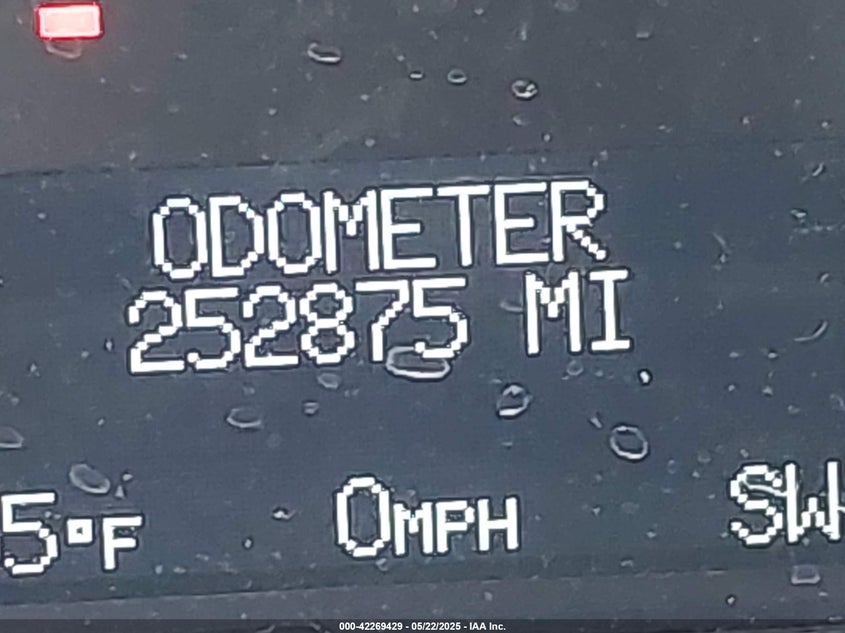 ODOMETER
252875 MI
5°F 0MPH SW
000-42269429 - 05/22/2025 - IAA Inc.